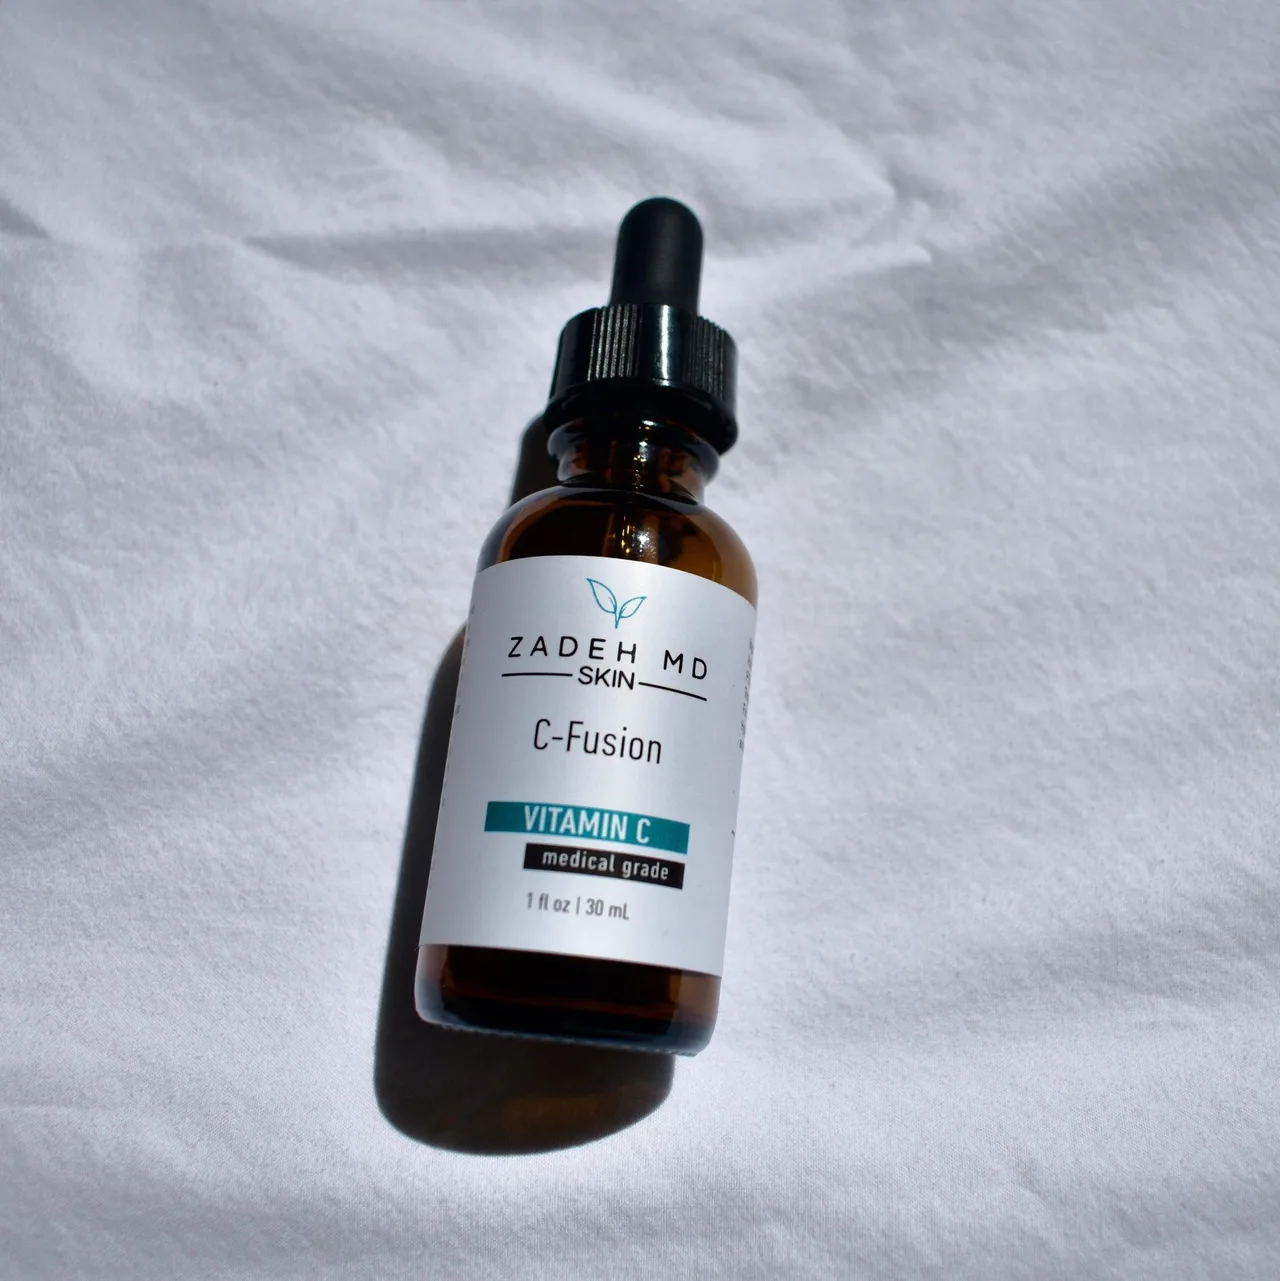 ZADEH MD
SKIN
C-Fusion
VITAMIN C
medical grade
1 fl oz | 30 mL